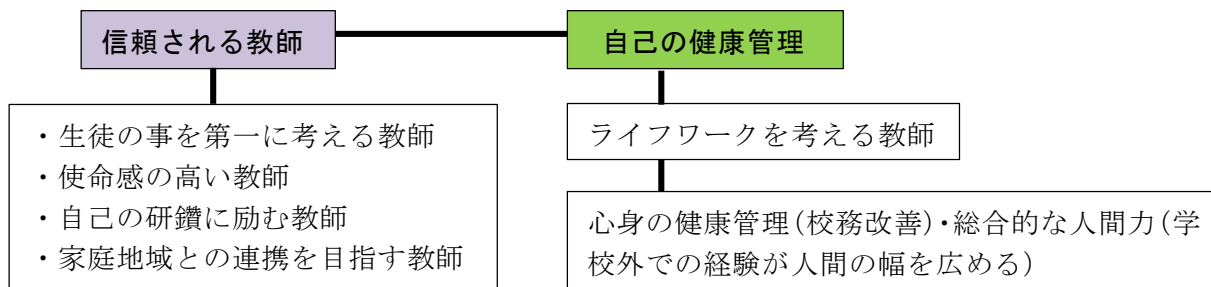 信頼される教師
自己の健康管理
・生徒の事を第一に考える教師
・使命感の高い教師
・自己の研鑽に励む教師
・家庭地域との連携を目指す教師
ライフワークを考える教師
心身の健康管理(校務改善)・総合的な人間力(学
校外での経験が人間の幅を広める)